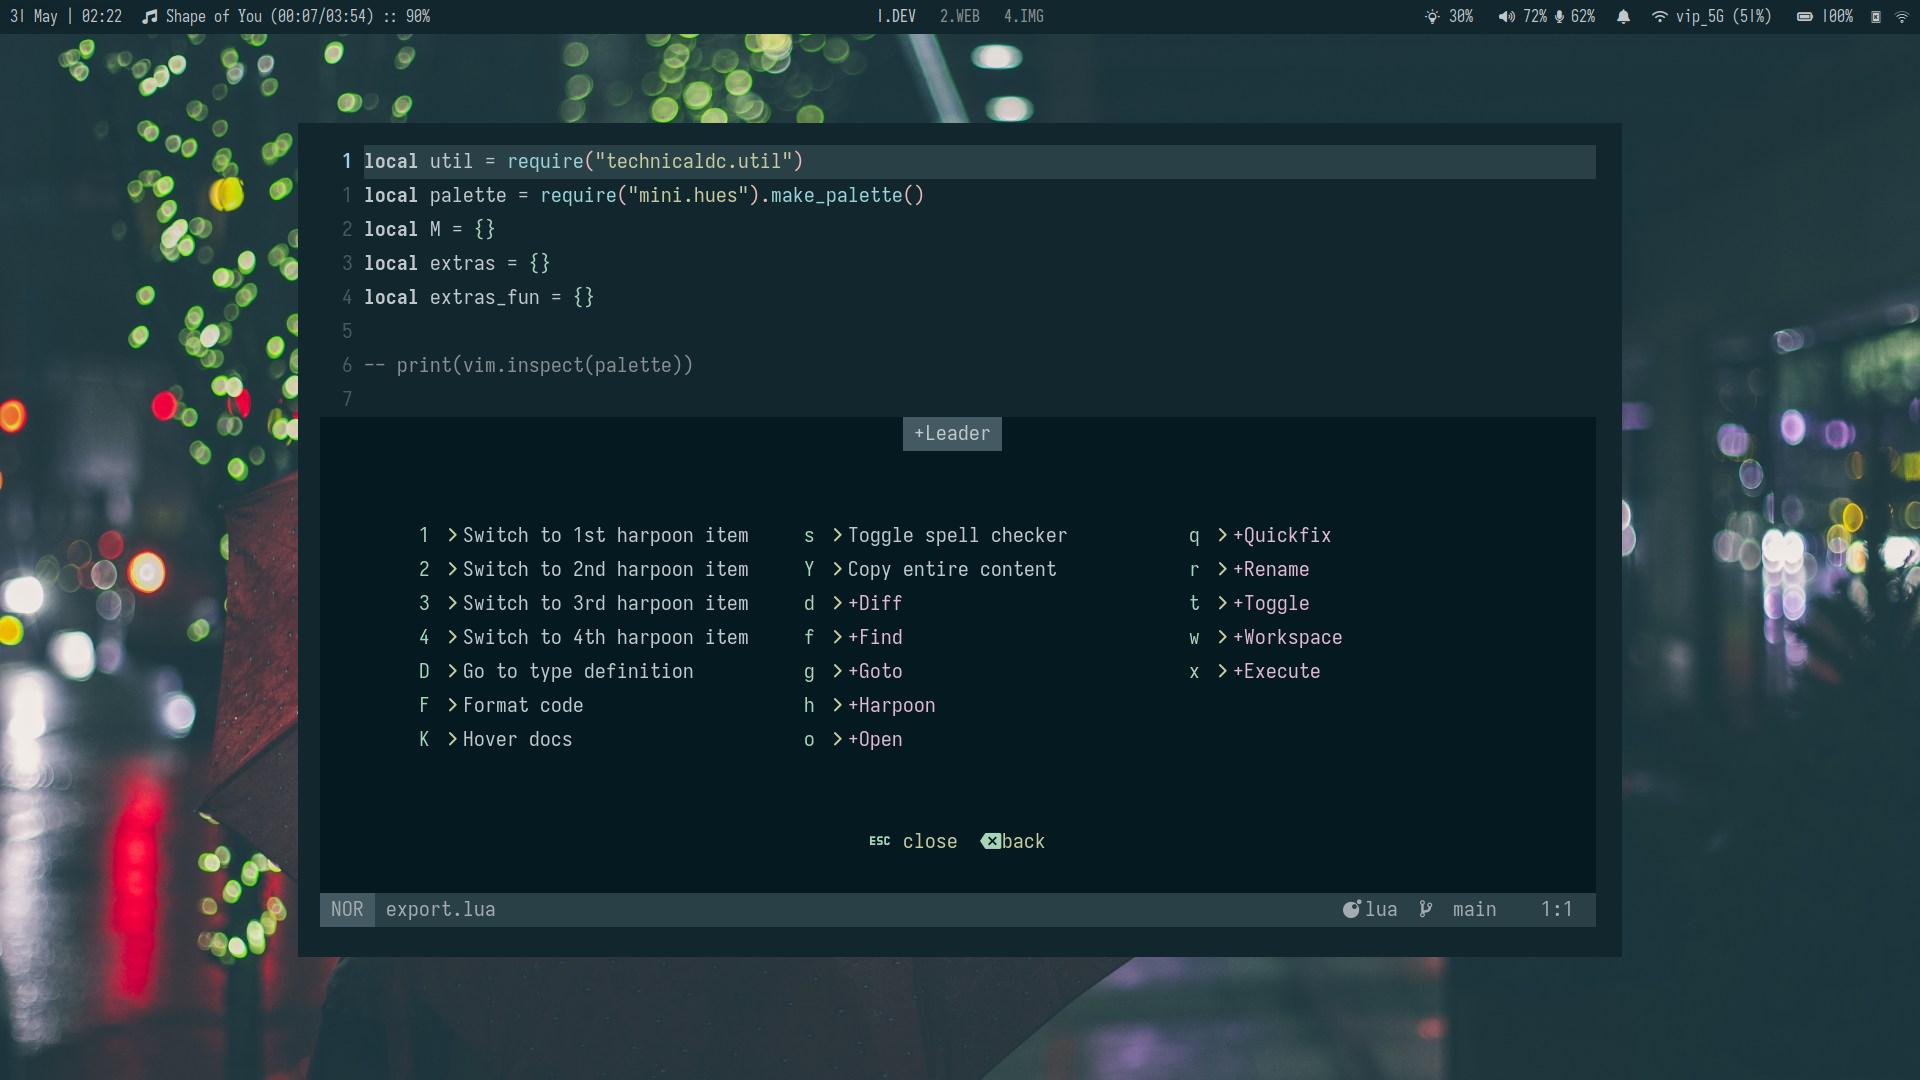 31 May | 02:22 Shape of You (00:07/03:54) :: 90% 1.DEV 2.WEB 4.IMG 30% 72% 62% vip_5G (51%) 100%
1 local util = require("technicaldc.util")
1 local palette = require("mini.hues").make_palette()
2 local M = {}
3 local extras = {}
4 local extras_fun = {}
5
6 -- print(vim.inspect(palette))
7
+Leader
1 > Switch to 1st harpoon item s > Toggle spell checker q > +Quickfix
2 > Switch to 2nd harpoon item Y > Copy entire content r > +Rename
3 > Switch to 3rd harpoon item d > +Diff t > +Toggle
4 > Switch to 4th harpoon item f > +Find w > +Workspace
D > Go to type definition g > +Goto x > +Execute
F > Format code h > +Harpoon
K > Hover docs o > +Open
ESC close back
NOR export.lua lua main 1:1